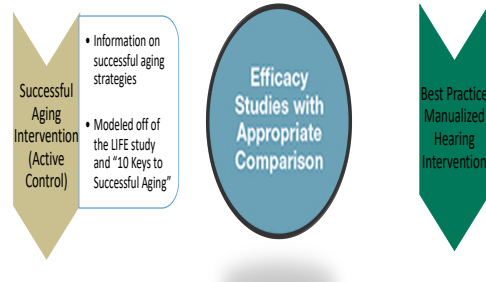 Successful
Aging
Intervention
(Active
Control)
• Information on
successful aging
strategies
• Modeled off of
the LIFE study
and “10 Keys to
Successful Aging”
Efficacy
Studies with
Appropriate
Comparison
Best Practice
Manualized
Hearing
Intervention